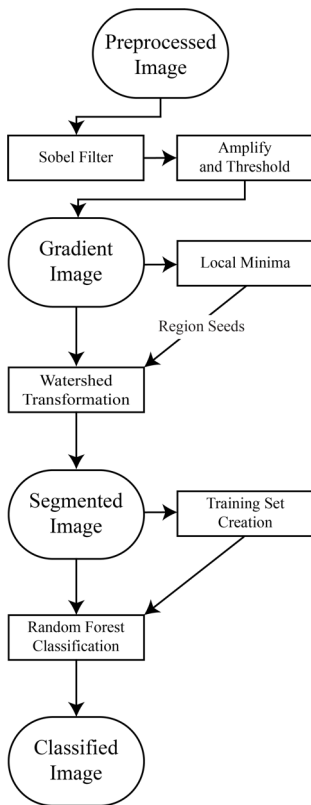 Preprocessed
Image
Sobel Filter
Amplify
and Threshold
Gradient
Image
Local Minima
Region Seeds
Watershed
Transformation
Segmented
Image
Training Set
Creation
Random Forest
Classification
Classified
Image